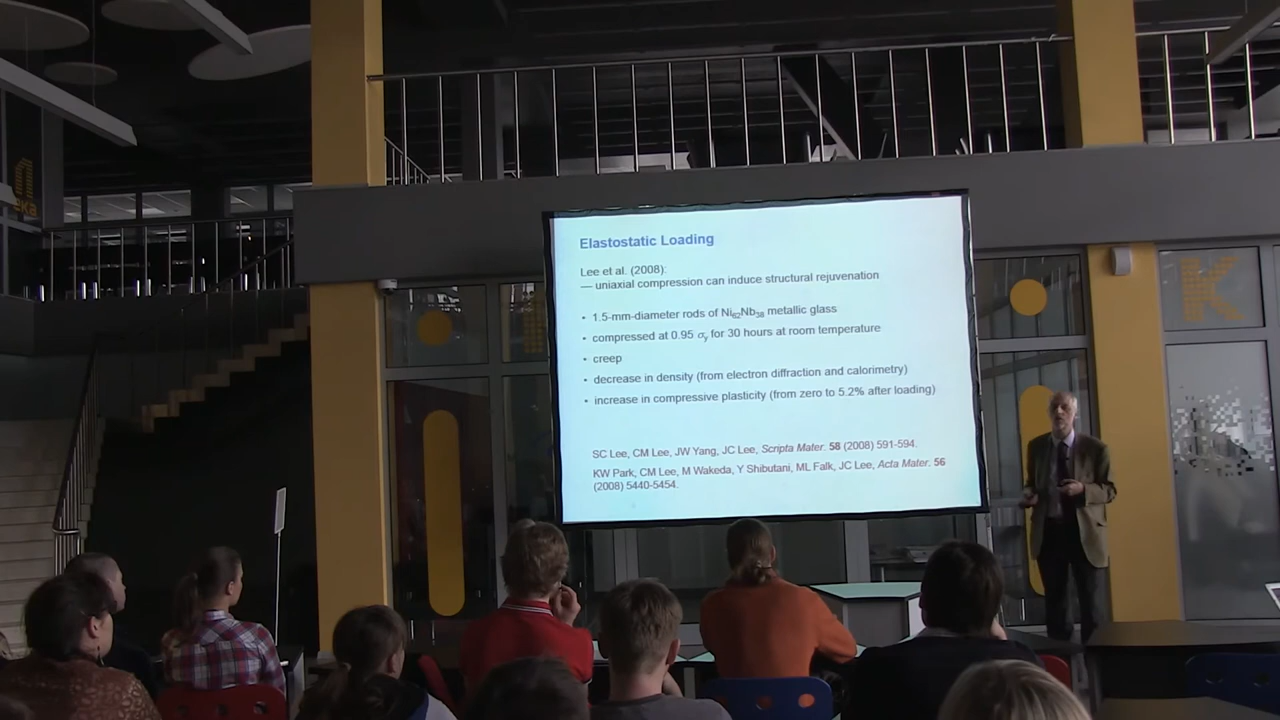 Elastostatic Loading
Lee et al. (2008):
— uniaxial compression can induce structural rejuvenation
• 1.5-mm-diameter rods of Ni₆₂Nb₃₈ metallic glass
• compressed at 0.95 σy for 30 hours at room temperature
• creep
• decrease in density (from electron diffraction and calorimetry)
• increase in compressive plasticity (from zero to 5.2% after loading)
SC Lee, CM Lee, JW Yang, JC Lee, Scripta Mater. 58 (2008) 591-594.
KW Park, CM Lee, M Wakeda, Y Shibutani, ML Falk, JC Lee, Acta Mater. 56
(2008) 5440-5454.
К